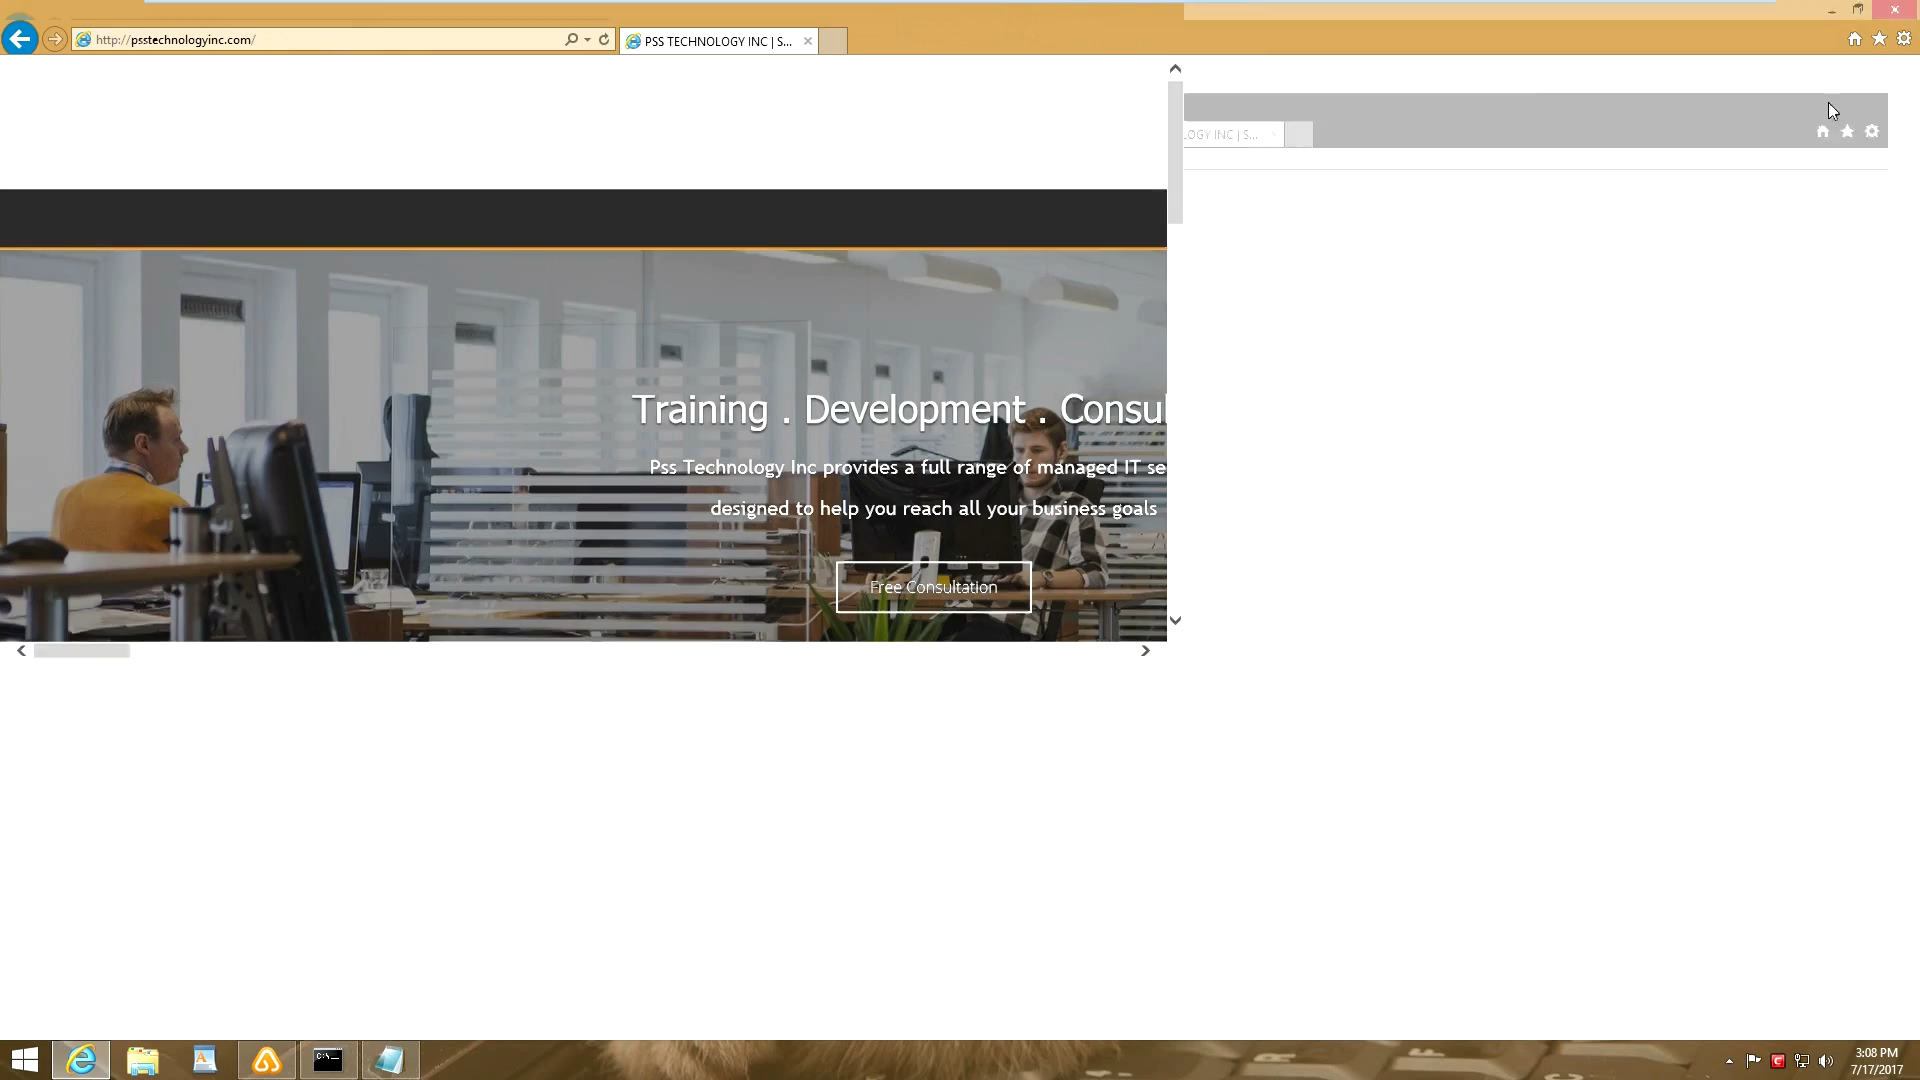 http://psstechnologyinc.com/
PSS TECHNOLOGY INC | S...
LOGY INC | S...
Training . Development . Consul
Pss Technology Inc provides a full range of managed IT se
designed to help you reach all your business goals
Free Consultation
C:\
3:08 PM
7/17/2017